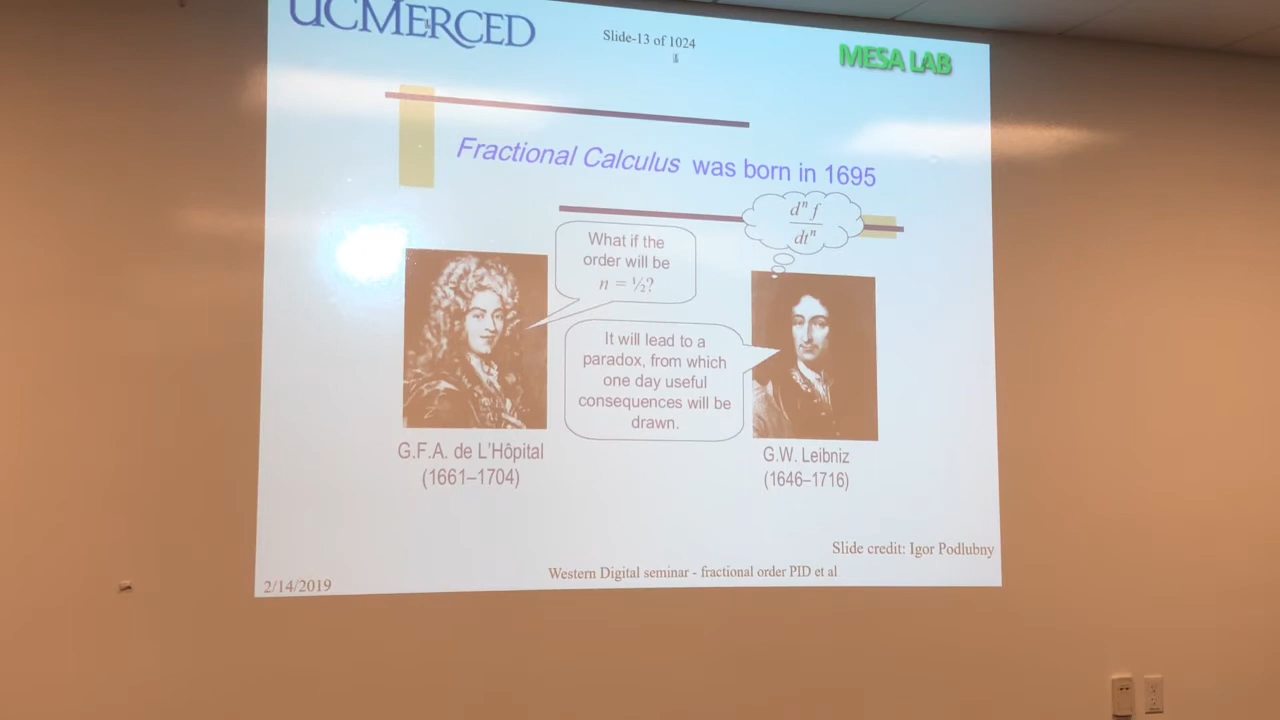 UCMERCED
Slide-13 of 1024
MESA LAB
Fractional Calculus was born in 1695
dⁿ f
dtⁿ
What if the
order will be
n = ½?
It will lead to a
paradox, from which
one day useful
consequences will be
drawn.
G.F.A. de L'Hôpital
(1661–1704)
G.W. Leibniz
(1646–1716)
Slide credit: Igor Podlubny
Western Digital seminar - fractional order PID et al
2/14/2019